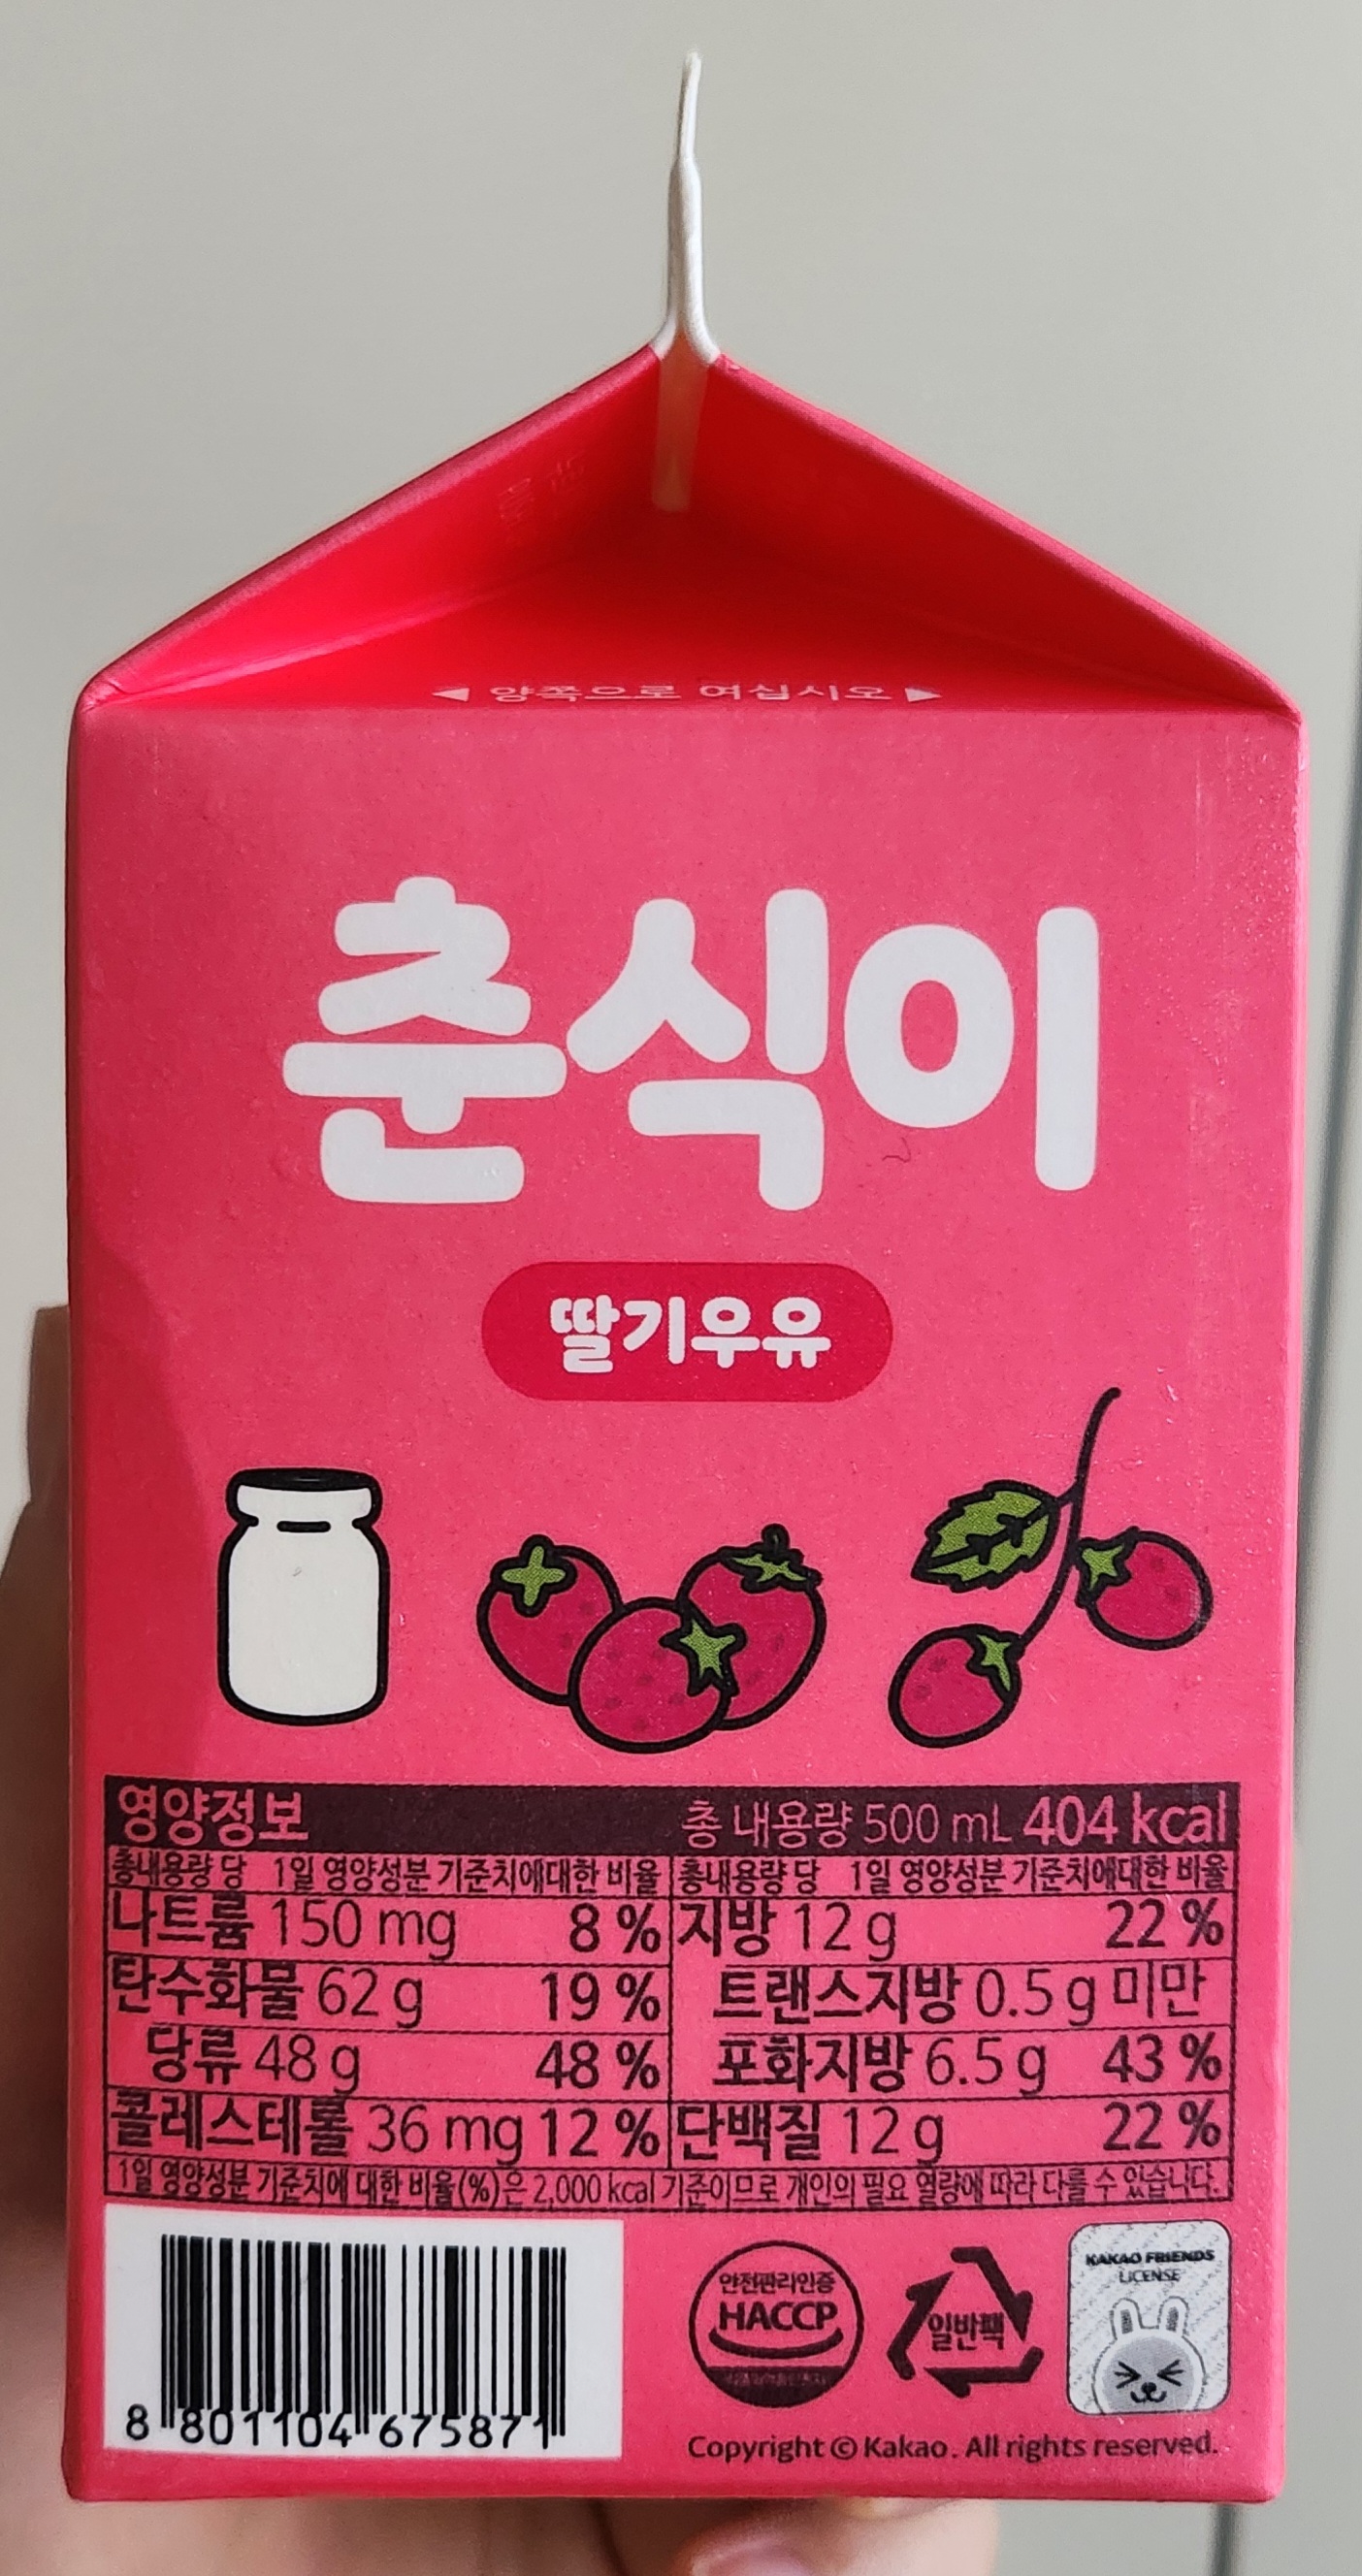 ◀ 양쪽으로 여십시오 ▶
춘식이
딸기우유
영양정보 총 내용량 500 mL 404 kcal
총내용량 당 1일 영양성분 기준치에대한 비율 총내용량 당 1일 영양성분 기준치에대한 비율
나트륨 150 mg 8 % 지방 12 g 22 %
탄수화물 62 g 19 % 트랜스지방 0.5 g 미만
당류 48 g 48 % 포화지방 6.5 g 43 %
콜레스테롤 36 mg 12 % 단백질 12 g 22 %
1일 영양성분 기준치에 대한 비율(%)은 2,000 kcal 기준이므로 개인의 필요 열량에 따라 다를 수 있습니다.
안전관리인증
HACCP
일반팩
KAKAO FRIENDS
LICENSE
8 801104 675871
Copyright © Kakao. All rights reserved.